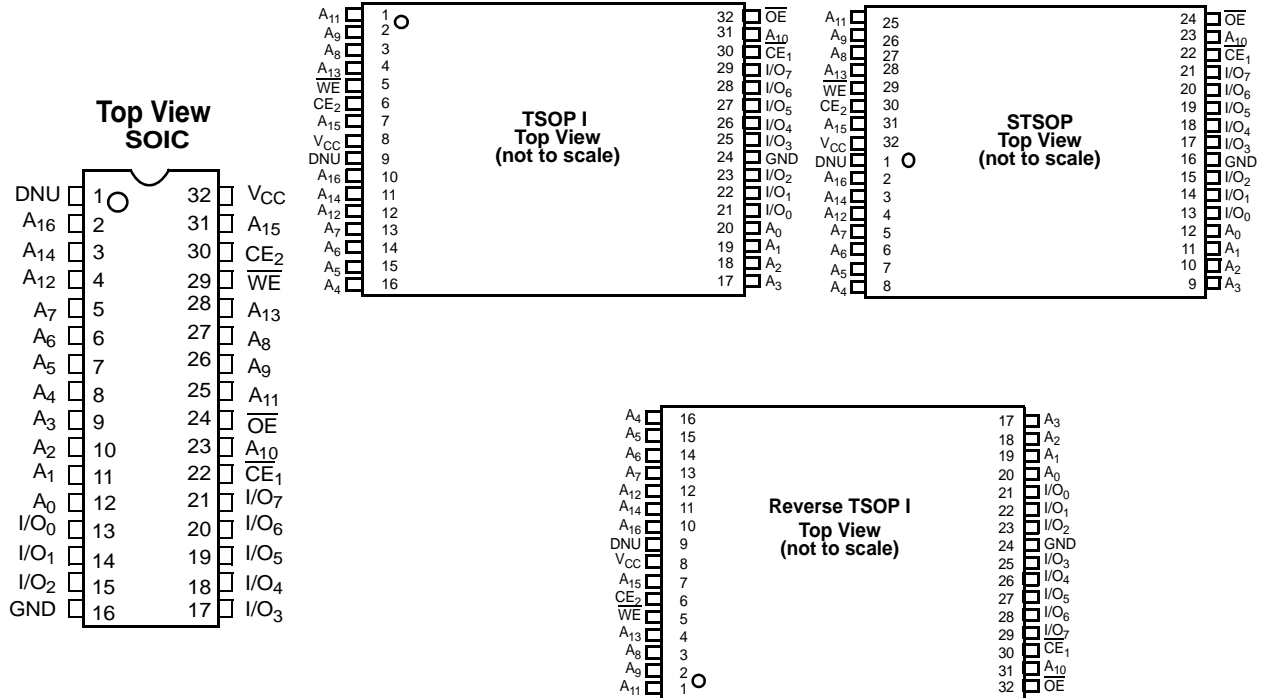 Top View
SOIC
DNU 1 32 VCC
A16 2 31 A15
A14 3 30 CE2
A12 4 29 W̅E̅
A7 5 28 A13
A6 6 27 A8
A5 7 26 A9
A4 8 25 A11
A3 9 24 O̅E̅
A2 10 23 A10
A1 11 22 C̅E̅1
A0 12 21 I/O7
I/O0 13 20 I/O6
I/O1 14 19 I/O5
I/O2 15 18 I/O4
GND 16 17 I/O3
TSOP I
Top View
(not to scale)
A11 1 32 O̅E̅
A9 2 31 A10
A8 3 30 C̅E̅1
A13 4 29 I/O7
W̅E̅ 5 28 I/O6
CE2 6 27 I/O5
A15 7 26 I/O4
VCC 8 25 I/O3
DNU 9 24 GND
A16 10 23 I/O2
A14 11 22 I/O1
A12 12 21 I/O0
A7 13 20 A0
A6 14 19 A1
A5 15 18 A2
A4 16 17 A3
STSOP
Top View
(not to scale)
A11 25 24 O̅E̅
A9 26 23 A10
A8 27 22 C̅E̅1
A13 28 21 I/O7
W̅E̅ 29 20 I/O6
CE2 30 19 I/O5
A15 31 18 I/O4
VCC 32 17 I/O3
DNU 1 16 GND
A16 2 15 I/O2
A14 3 14 I/O1
A12 4 13 I/O0
A7 5 12 A0
A6 6 11 A1
A5 7 10 A2
A4 8 9 A3
Reverse TSOP I
Top View
(not to scale)
A4 16 17 A3
A5 15 18 A2
A6 14 19 A1
A7 13 20 A0
A12 12 21 I/O0
A14 11 22 I/O1
A16 10 23 I/O2
DNU 9 24 GND
VCC 8 25 I/O3
A15 7 26 I/O4
CE2 6 27 I/O5
W̅E̅ 5 28 I/O6
A13 4 29 I/O7
A8 3 30 C̅E̅1
A9 2 31 A10
A11 1 32 O̅E̅